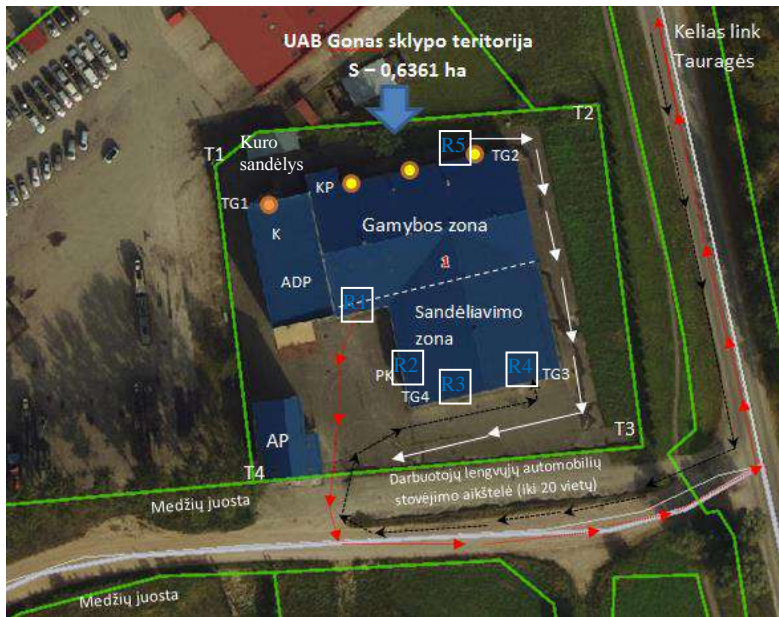 UAB Gonas sklypo teritorija
S – 0,6361 ha
Kelias link
Tauragės
T1
T2
Kuro
sandėlys
R5
TG2
KP
TG1
K
Gamybos zona
1
ADP
R1
Sandėliavimo
zona
R2
R4
PK
R3
TG3
TG4
AP
T3
T4
Darbuotojų lengvųjų automobilių
stovėjimo aikštelė (iki 20 vietų)
Medžių juosta
Medžių juosta